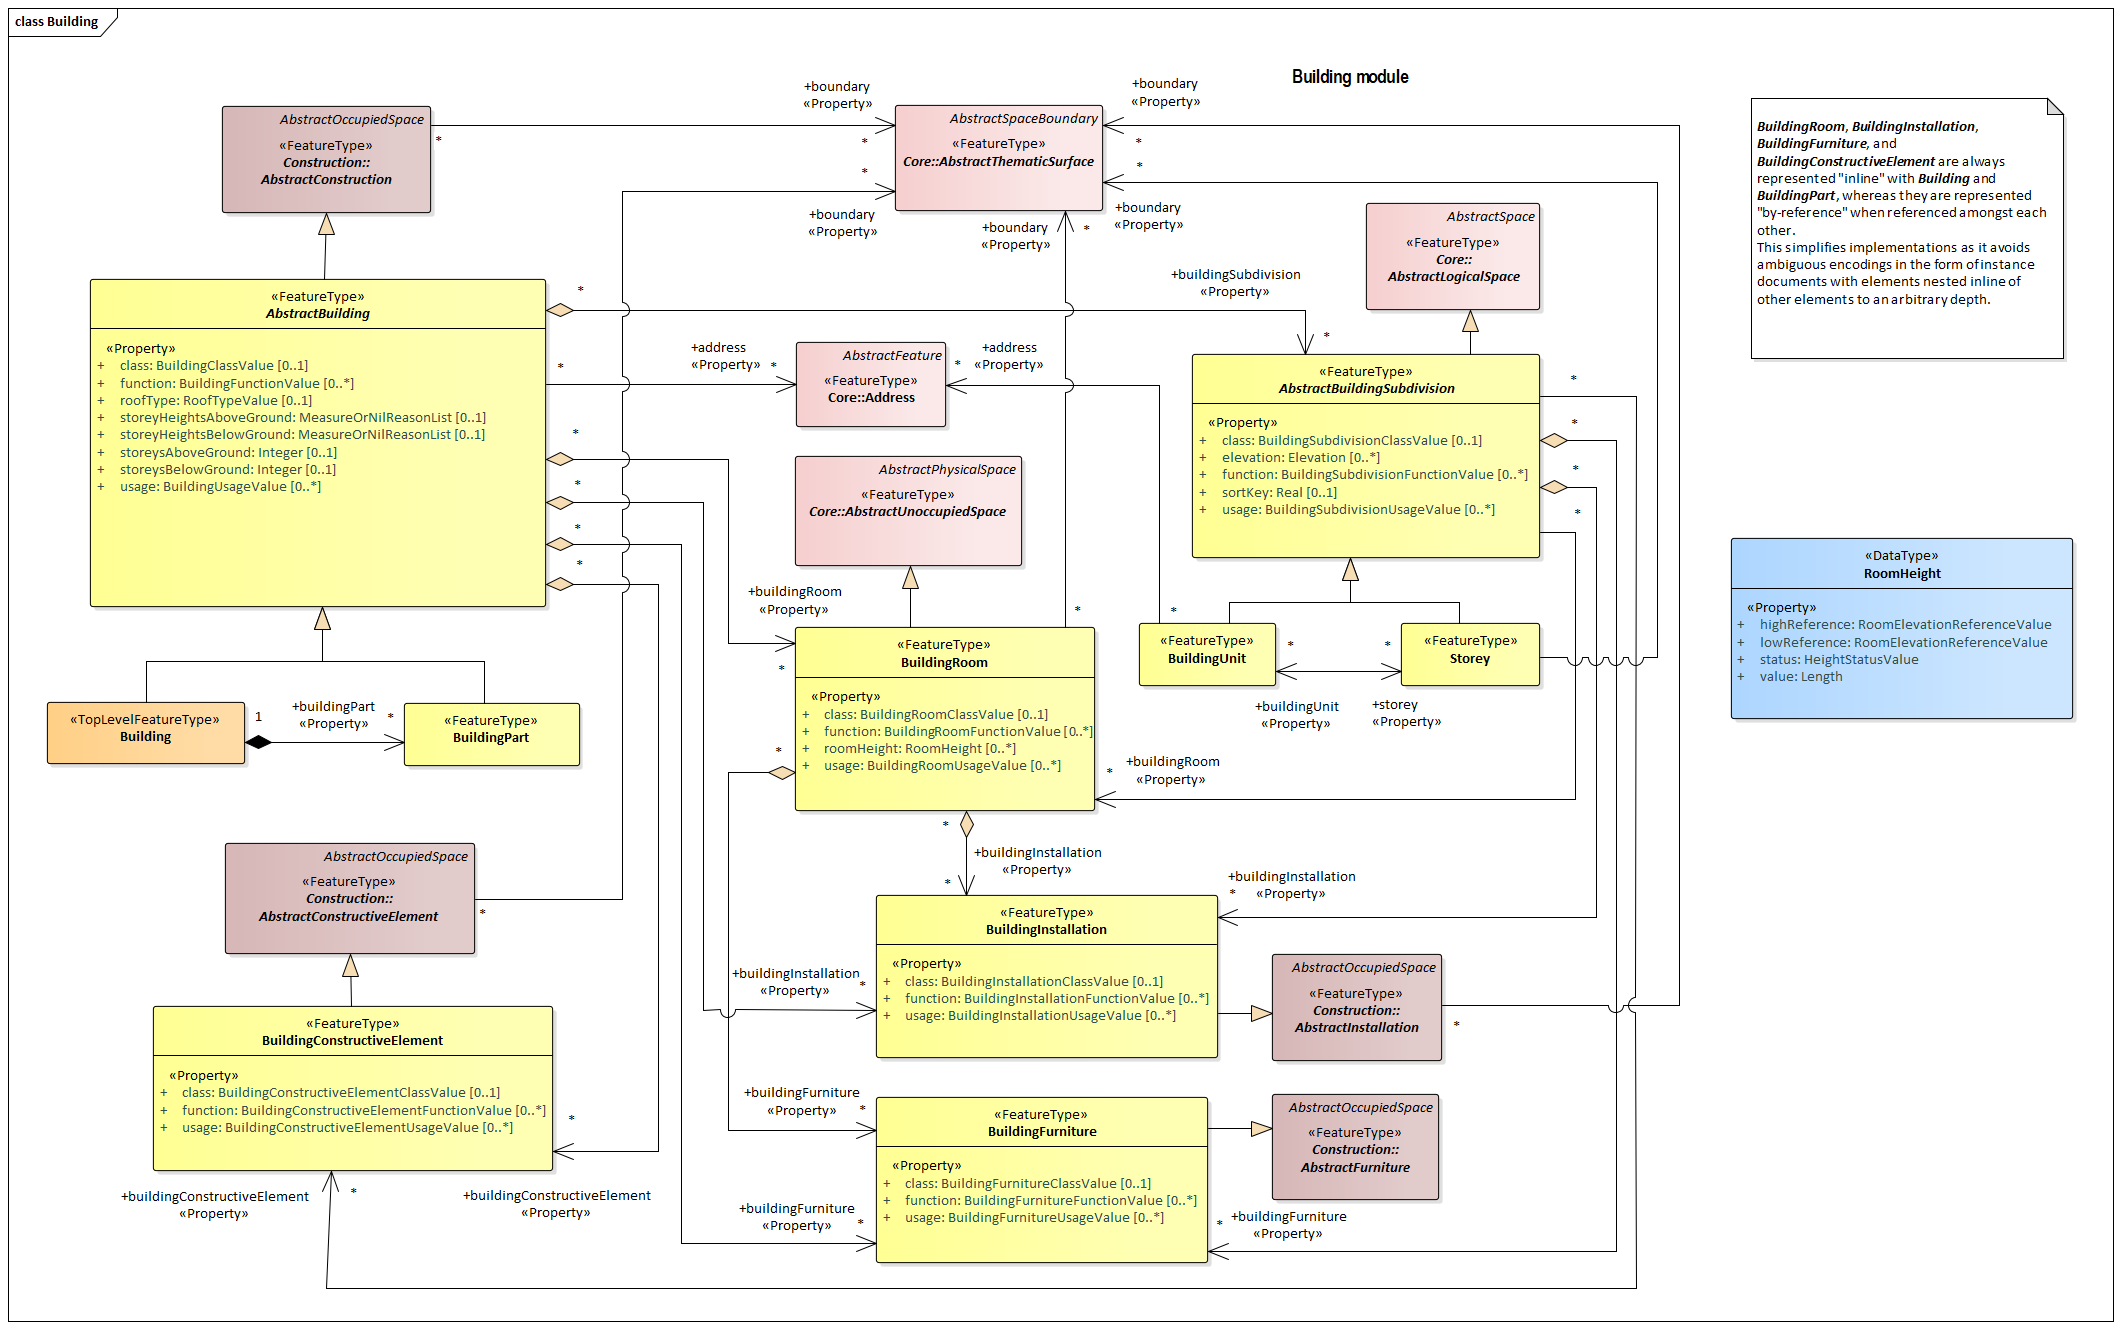 class Building
Building module
+boundary
«Property»
*
*
AbstractOccupiedSpace
«FeatureType»
Construction::
AbstractConstruction
AbstractSpaceBoundary
«FeatureType»
Core::AbstractThematicSurface
+boundary
«Property»
*
*
+boundary
«Property»
*
+boundary
«Property»
*
+boundary
«Property»
BuildingRoom, BuildingInstallation,
BuildingFurniture, and
BuildingConstructiveElement are always
represented "inline" with Building and
BuildingPart, whereas they are represented
"by-reference" when referenced amongst each
other.
This simplifies implementations as it avoids
ambiguous encodings in the form of instance
documents with elements nested inline of
other elements to an arbitrary depth.
AbstractSpace
«FeatureType»
Core::
AbstractLogicalSpace
«FeatureType»
AbstractBuilding
«Property»
+ class: BuildingClassValue [0..1]
+ function: BuildingFunctionValue [0..*]
+ roofType: RoofTypeValue [0..1]
+ storeyHeightsAboveGround: MeasureOrNilReasonList [0..1]
+ storeyHeightsBelowGround: MeasureOrNilReasonList [0..1]
+ storeysAboveGround: Integer [0..1]
+ storeysBelowGround: Integer [0..1]
+ usage: BuildingUsageValue [0..*]
*
*
*
*
*
*
+buildingSubdivision
«Property»
*
+address
«Property»
*
AbstractFeature
«FeatureType»
Core::Address
*
+address
«Property»
AbstractPhysicalSpace
«FeatureType»
Core::AbstractUnoccupiedSpace
«FeatureType»
AbstractBuildingSubdivision
«Property»
+ class: BuildingSubdivisionClassValue [0..1]
+ elevation: Elevation [0..*]
+ function: BuildingSubdivisionFunctionValue [0..*]
+ sortKey: Real [0..1]
+ usage: BuildingSubdivisionUsageValue [0..*]
*
*
*
*
«DataType»
RoomHeight
«Property»
+ highReference: RoomElevationReferenceValue
+ lowReference: RoomElevationReferenceValue
+ status: HeightStatusValue
+ value: Length
«TopLevelFeatureType»
Building
1
+buildingPart
«Property»
*
«FeatureType»
BuildingPart
+buildingRoom
«Property»
*
*
*
«FeatureType»
BuildingRoom
«Property»
+ class: BuildingRoomClassValue [0..1]
+ function: BuildingRoomFunctionValue [0..*]
+ roomHeight: RoomHeight [0..*]
+ usage: BuildingRoomUsageValue [0..*]
*
*
«FeatureType»
BuildingUnit
*
+buildingUnit
«Property»
*
+storey
«Property»
«FeatureType»
Storey
*
+buildingRoom
«Property»
+buildingInstallation
«Property»
*
AbstractOccupiedSpace
«FeatureType»
Construction::
AbstractConstructiveElement
*
+buildingInstallation
*
«Property»
«FeatureType»
BuildingInstallation
«Property»
+ class: BuildingInstallationClassValue [0..1]
+ function: BuildingInstallationFunctionValue [0..*]
+ usage: BuildingInstallationUsageValue [0..*]
+buildingInstallation
«Property»
*
AbstractOccupiedSpace
«FeatureType»
Construction::
AbstractInstallation
*
«FeatureType»
BuildingConstructiveElement
«Property»
+ class: BuildingConstructiveElementClassValue [0..1]
+ function: BuildingConstructiveElementFunctionValue [0..*]
+ usage: BuildingConstructiveElementUsageValue [0..*]
*
+buildingConstructiveElement
«Property»
*
+buildingConstructiveElement
«Property»
+buildingFurniture
«Property»
*
«FeatureType»
BuildingFurniture
«Property»
+ class: BuildingFurnitureClassValue [0..1]
+ function: BuildingFurnitureFunctionValue [0..*]
+ usage: BuildingFurnitureUsageValue [0..*]
AbstractOccupiedSpace
«FeatureType»
Construction::
AbstractFurniture
+buildingFurniture
«Property»
*
*
+buildingFurniture
«Property»